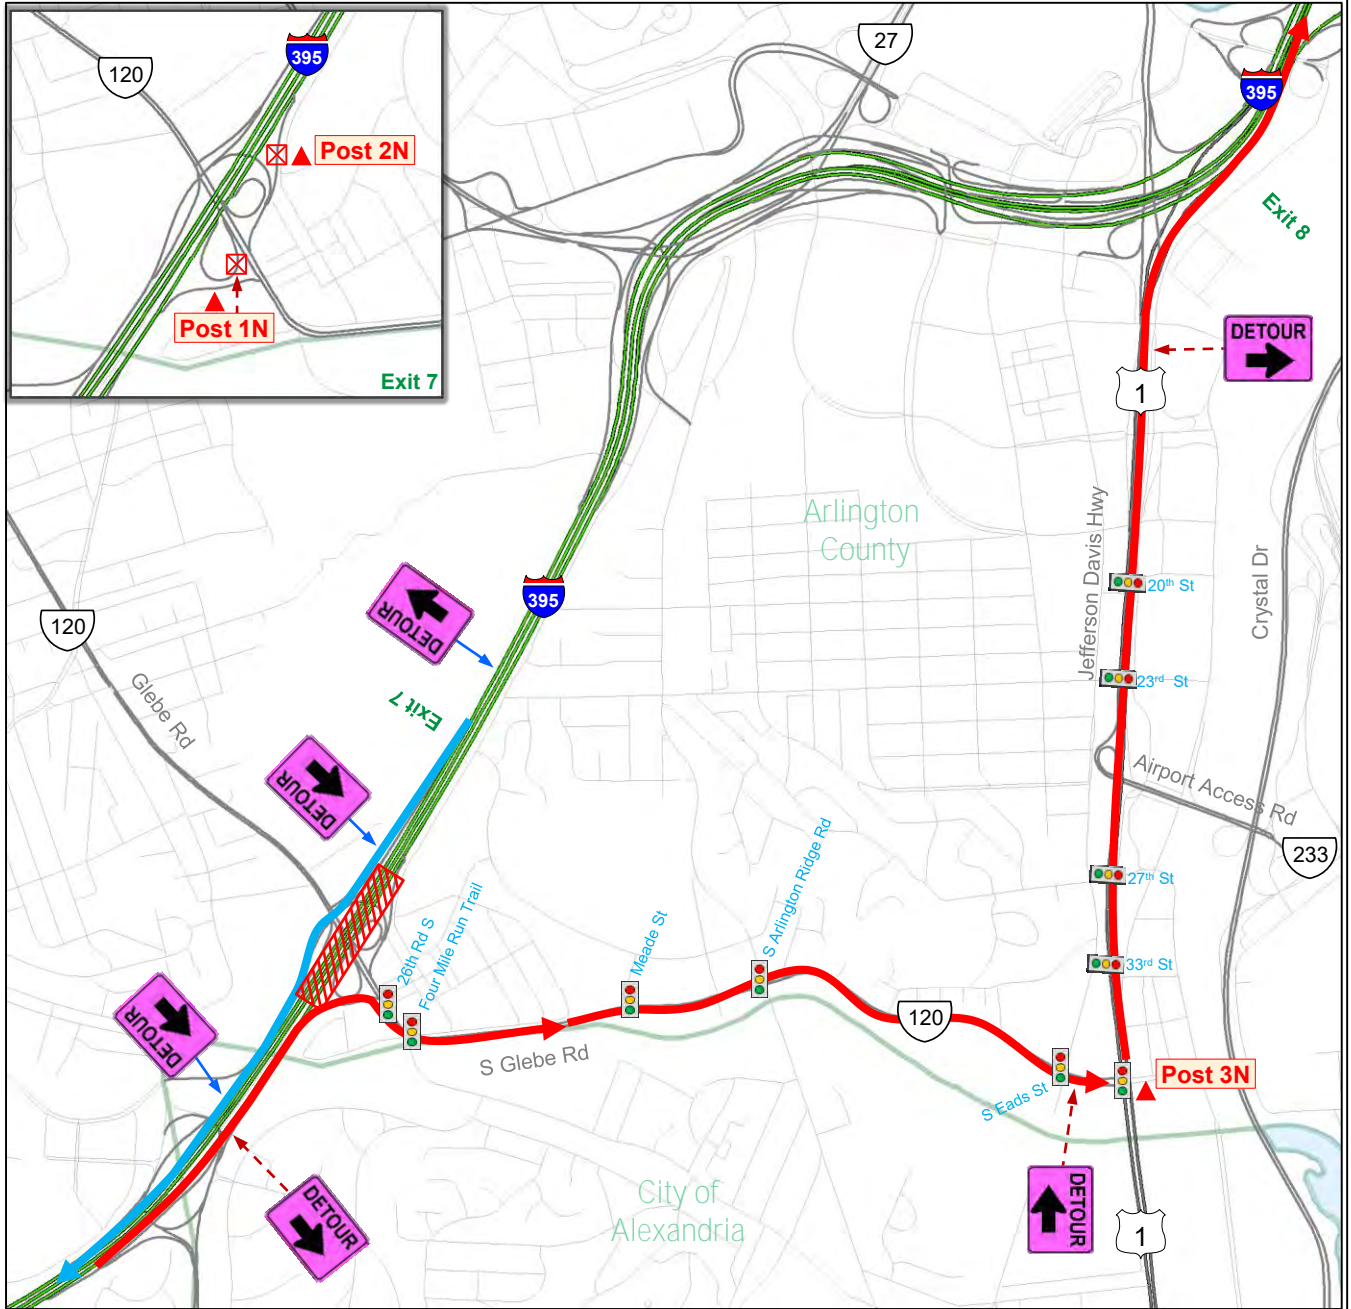 395
120
Post 2N
Post 1N
Exit 7
27
395
Exit 8
DETOUR
1
Arlington
County
Jefferson Davis Hwy
20th St
Crystal Dr
DETOUR
395
120
23rd St
Glebe Rd
Exit 7
DETOUR
Airport Access Rd
233
27th St
S Arlington Ridge Rd
Meade St
Four Mile Run Trail
26th Rd S
33rd St
DETOUR
120
S Glebe Rd
Post 3N
S Eads St
DETOUR
DETOUR
City of
Alexandria
1